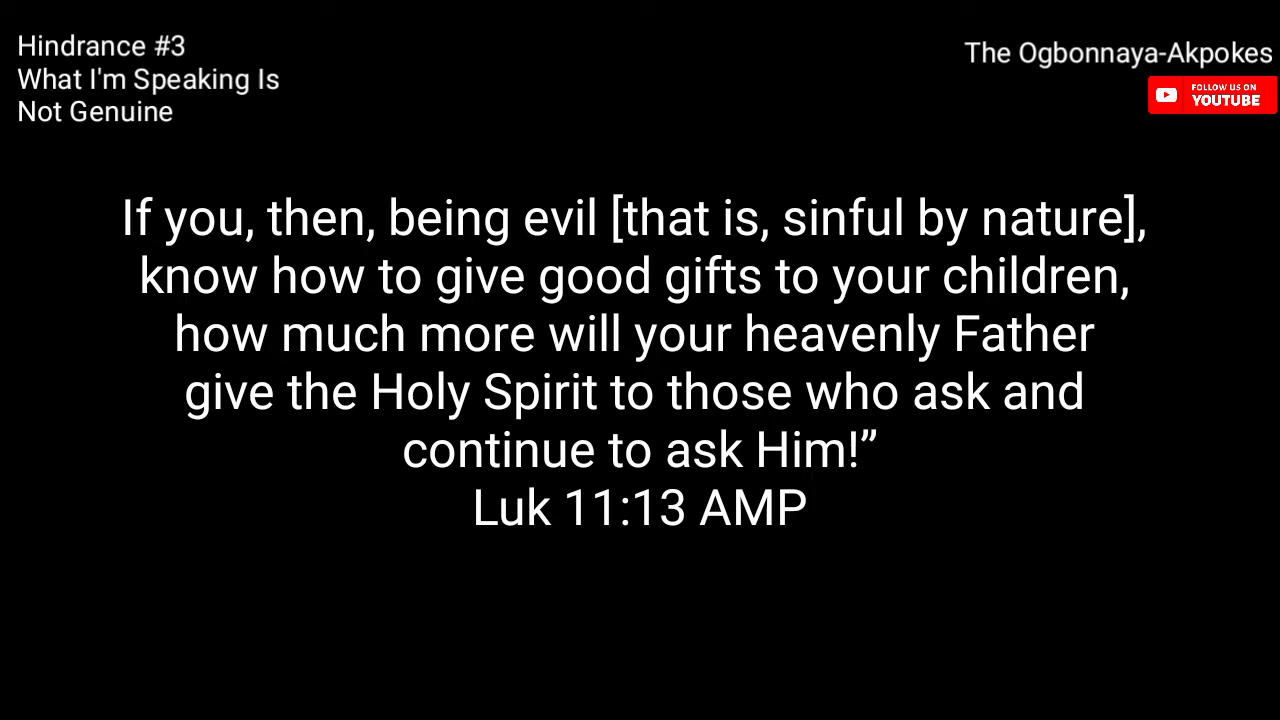 Hindrance #3
What I'm Speaking Is
Not Genuine
The Ogbonnaya-Akpokes
FOLLOW US ON
YOUTUBE
If you, then, being evil [that is, sinful by nature],
know how to give good gifts to your children,
how much more will your heavenly Father
give the Holy Spirit to those who ask and
continue to ask Him!”
Luk 11:13 AMP